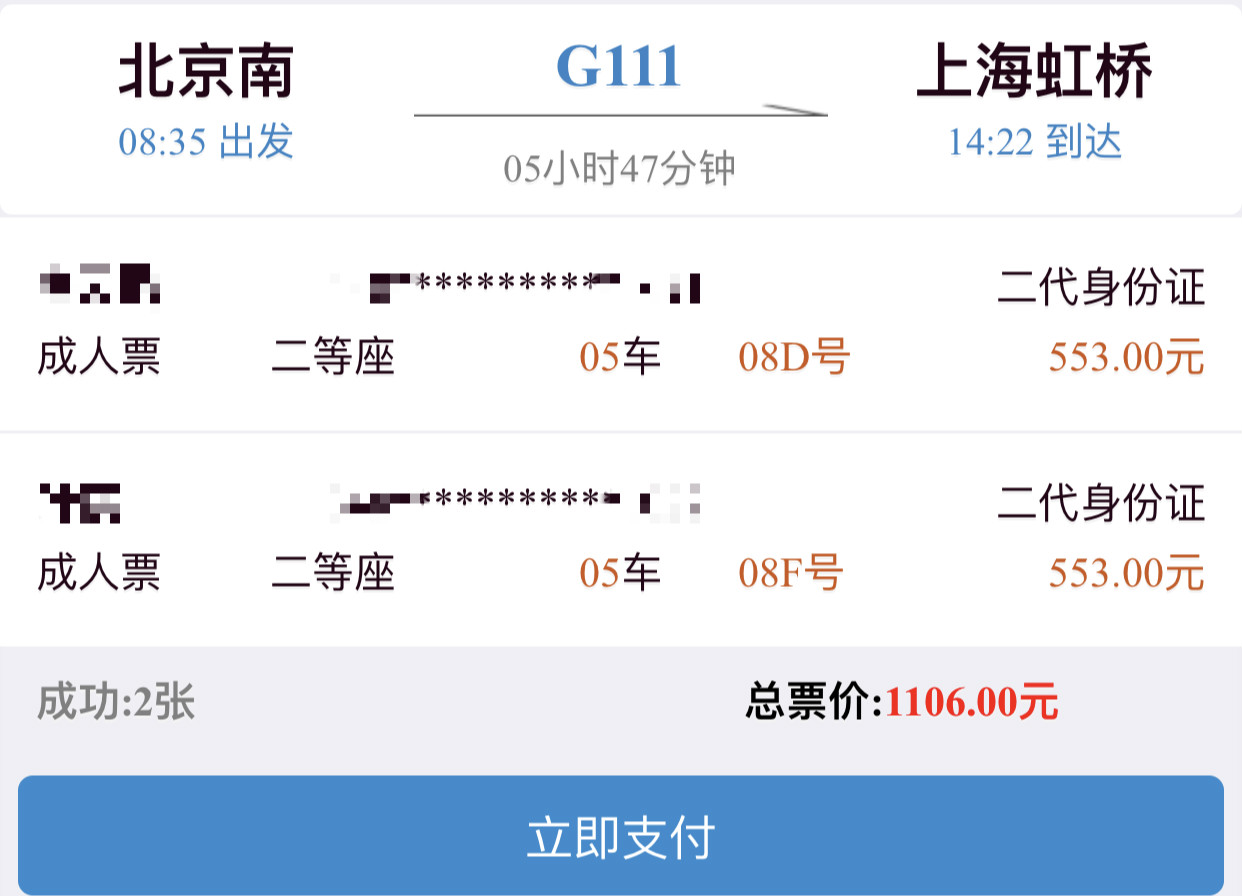 北京南 G111 上海虹桥
08:35 出发 05小时47分钟 14:22 到达
********* 二代身份证
成人票 二等座 05车 08D号 553.00元
********* 二代身份证
成人票 二等座 05车 08F号 553.00元
成功:2张 总票价:1106.00元
立即支付